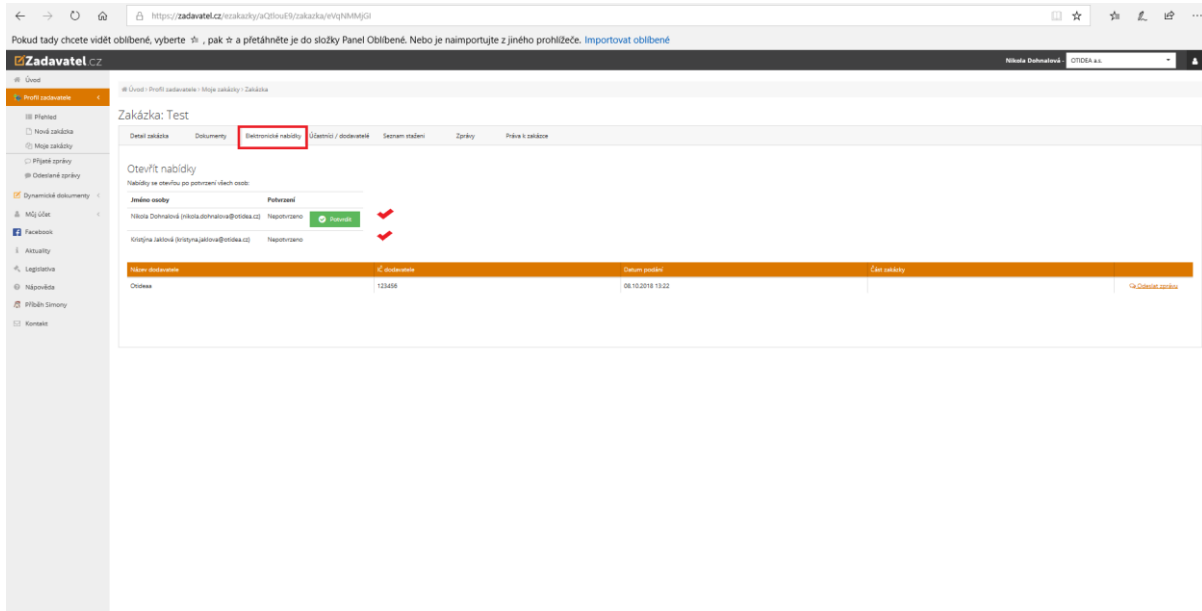 https://zadavatel.cz/ezakazky/aQtlouE9/zakazka/eVqNMMjGI
Pokud tady chcete vidět oblíbené, vyberte ☆, pak ☆ a přetáhněte je do složky Panel Oblíbené. Nebo je naimportujte z jiného prohlížeče. Importovat oblíbené
Zadavatel.cz
Nikola Dohnalová - OTIDEA a.s.
Úvod
Profil zadavatele
Přehled
Nová zakázka
Moje zakázky
Přijaté zprávy
Odeslané zprávy
Dynamické dokumenty
Můj účet
Facebook
Aktuality
Legislativa
Nápověda
Příběh Simony
Kontakt
Úvod › Profil zadavatele › Moje zakázky › Zakázka
Zakázka: Test
Detail zakázka Dokumenty Elektronické nabídky Účastníci / dodavatelé Seznam stažení Zprávy Práva k zakázce
Otevřít nabídky
Nabídky se otevřou po potvrzení všech osob:
Jméno osoby Potvrzení
Nikola Dohnalová (nikola.dohnalova@otidea.cz) Nepotvrzeno Potvrdit
Kristýna Jaklová (kristyna.jaklova@otidea.cz) Nepotvrzeno
Název dodavatele IČ dodavatele Datum podání Část zakázky
Otideaa 123456 08.10.2018 13:22 Odeslat zprávu